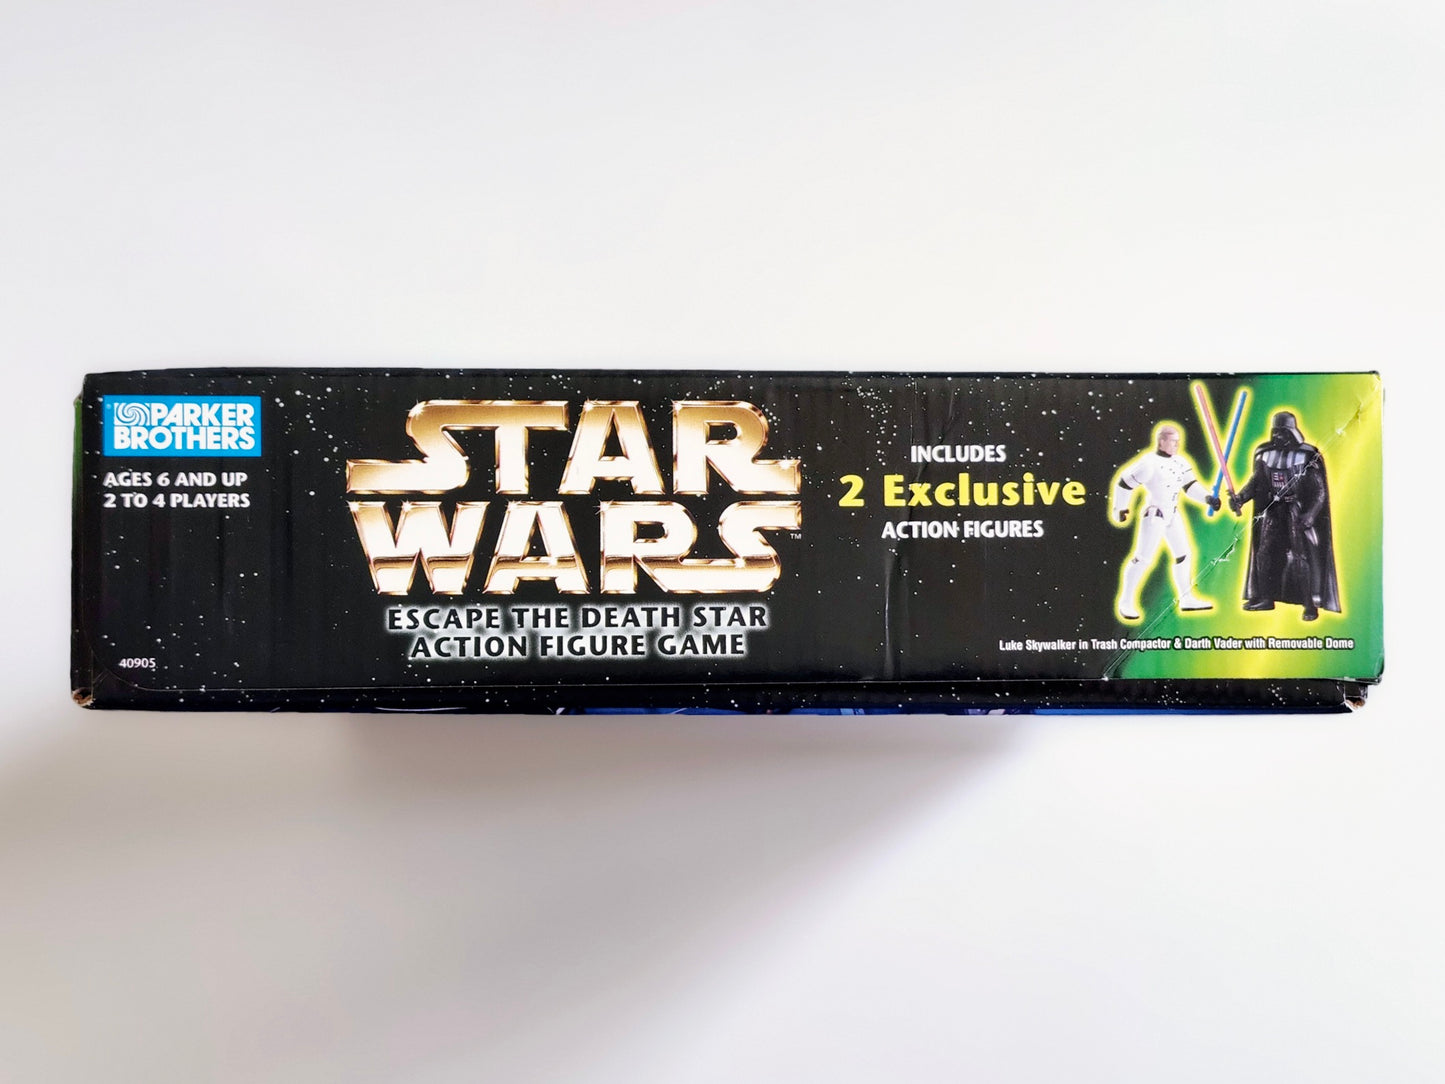 PARKER
BROTHERS
AGES 6 AND UP
2 TO 4 PLAYERS
40905
STAR
WARS™
ESCAPE THE DEATH STAR
ACTION FIGURE GAME
INCLUDES
2 Exclusive
ACTION FIGURES
Luke Skywalker in Trash Compactor & Darth Vader with Removable Dome